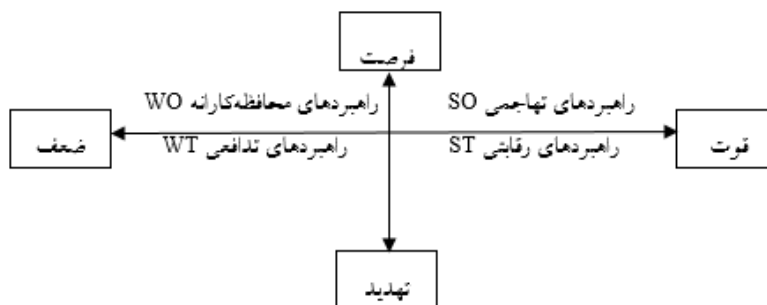 فرصت
راهبردهای تهاجمی SO
راهبردهای محافظه‌کارانه WO
قوت
ضعف
راهبردهای رقابتی ST
راهبردهای تدافعی WT
تهدید